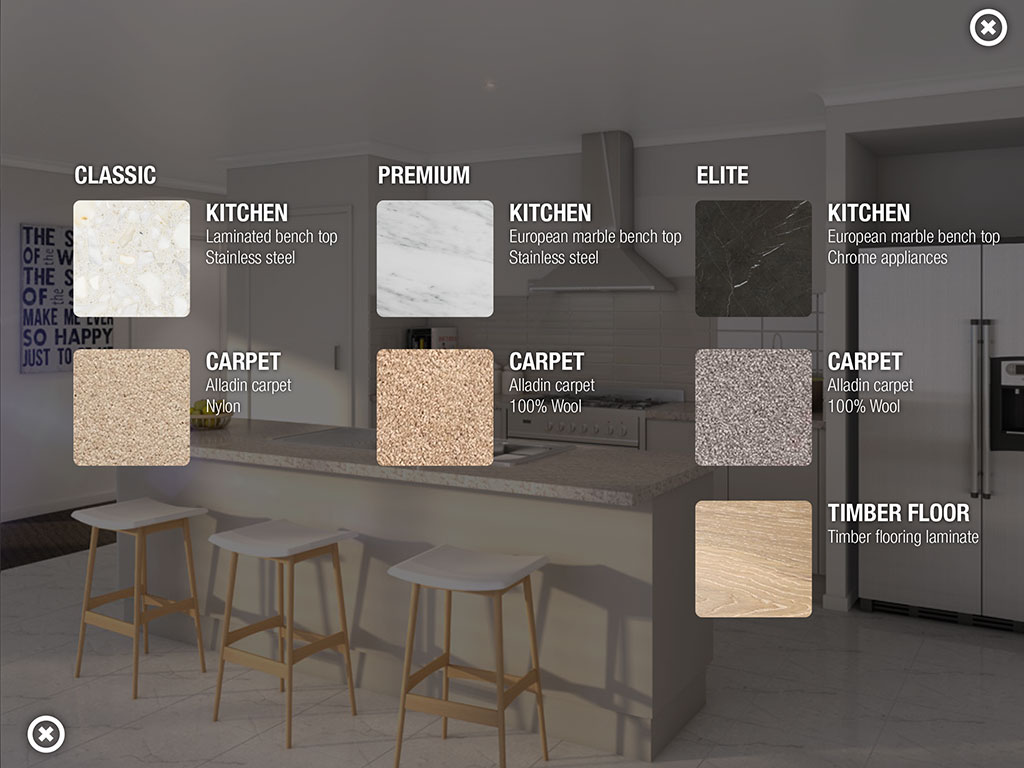 CLASSIC
KITCHEN
Laminated bench top
Stainless steel
CARPET
Alladin carpet
Nylon
PREMIUM
KITCHEN
European marble bench top
Stainless steel
CARPET
Alladin carpet
100% Wool
ELITE
KITCHEN
European marble bench top
Chrome appliances
CARPET
Alladin carpet
100% Wool
TIMBER FLOOR
Timber flooring laminate
THE S
OF the W
THE S
OF the S
MAKE ME EVER
SO HAPPY
JUST TO